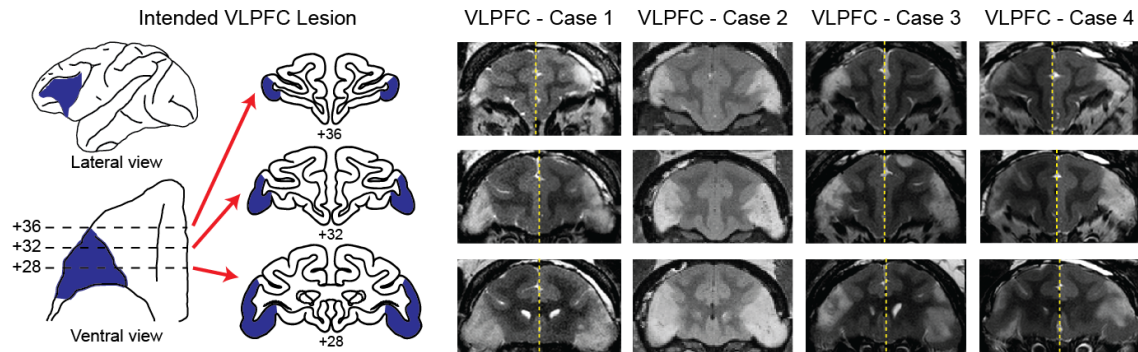 Intended VLPFC Lesion
VLPFC - Case 1
VLPFC - Case 2
VLPFC - Case 3
VLPFC - Case 4
Lateral view
+36
+32
+28
Ventral view
+36
+32
+28